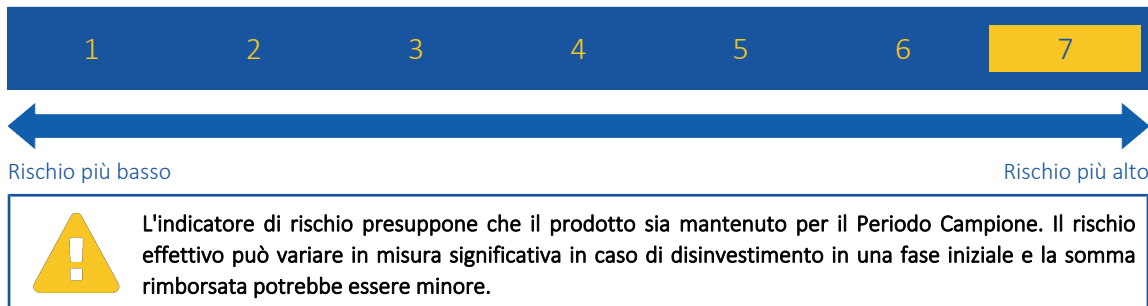 1 2 3 4 5 6 7
Rischio più basso Rischio più alto
L'indicatore di rischio presuppone che il prodotto sia mantenuto per il Periodo Campione. Il rischio
effettivo può variare in misura significativa in caso di disinvestimento in una fase iniziale e la somma
rimborsata potrebbe essere minore.